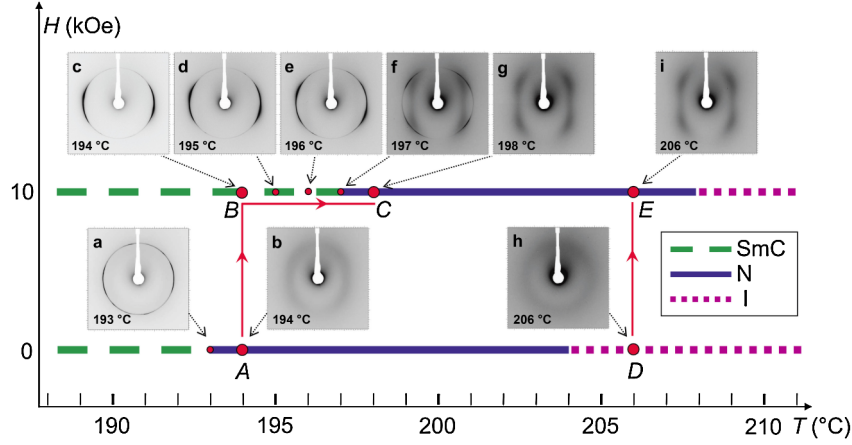 H (kOe)
c
d
e
f
g
i
194 °C
195 °C
196 °C
197 °C
198 °C
206 °C
10
B
C
E
a
b
h
193 °C
194 °C
206 °C
SmC
N
I
0
A
D
190
195
200
205
210
T (°C)